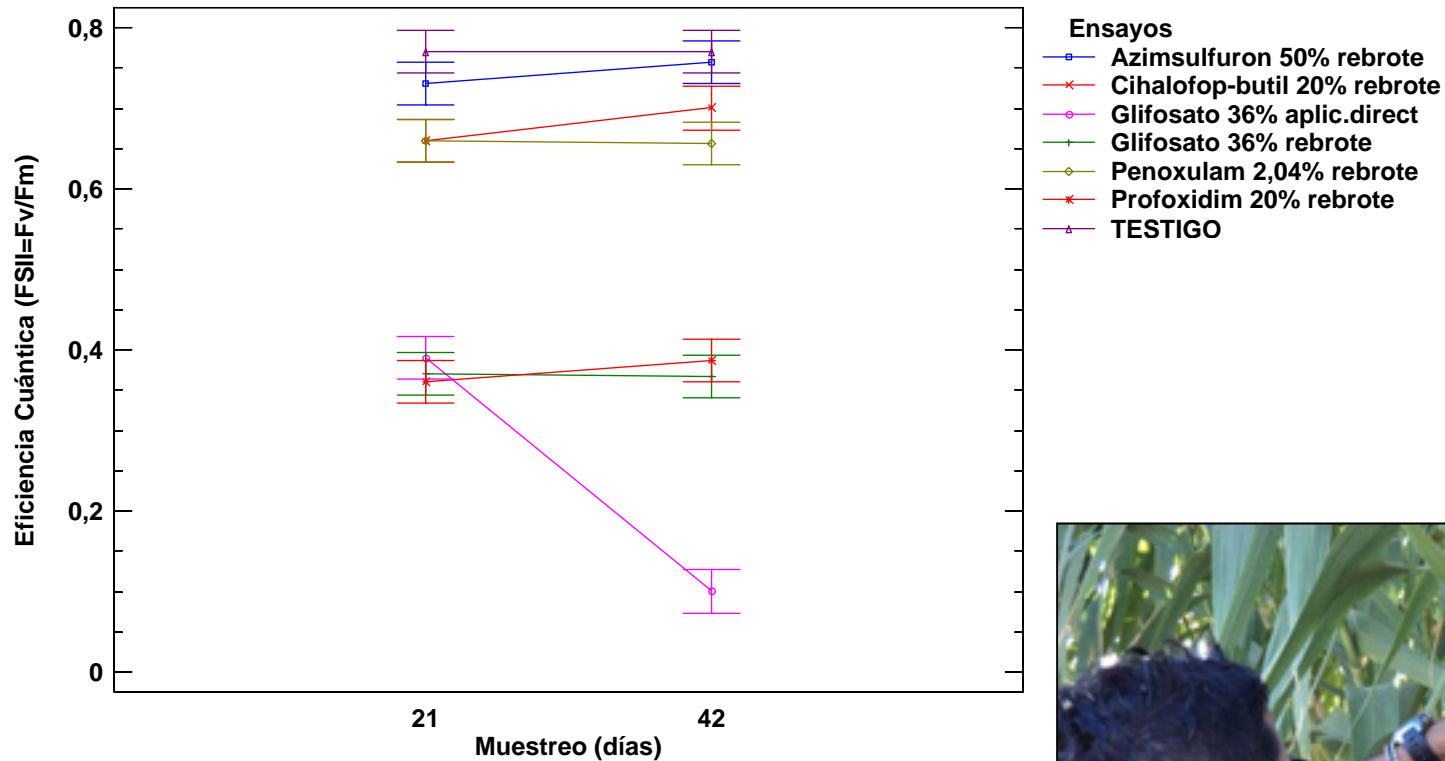 0,8
0,6
0,4
0,2
0
Eficiencia Cuántica (FSII=Fv/Fm)
21
42
Muestreo (días)
Ensayos
Azimsulfuron 50% rebrote
Cihalofop-butil 20% rebrote
Glifosato 36% aplic.direct
Glifosato 36% rebrote
Penoxulam 2,04% rebrote
Profoxidim 20% rebrote
TESTIGO